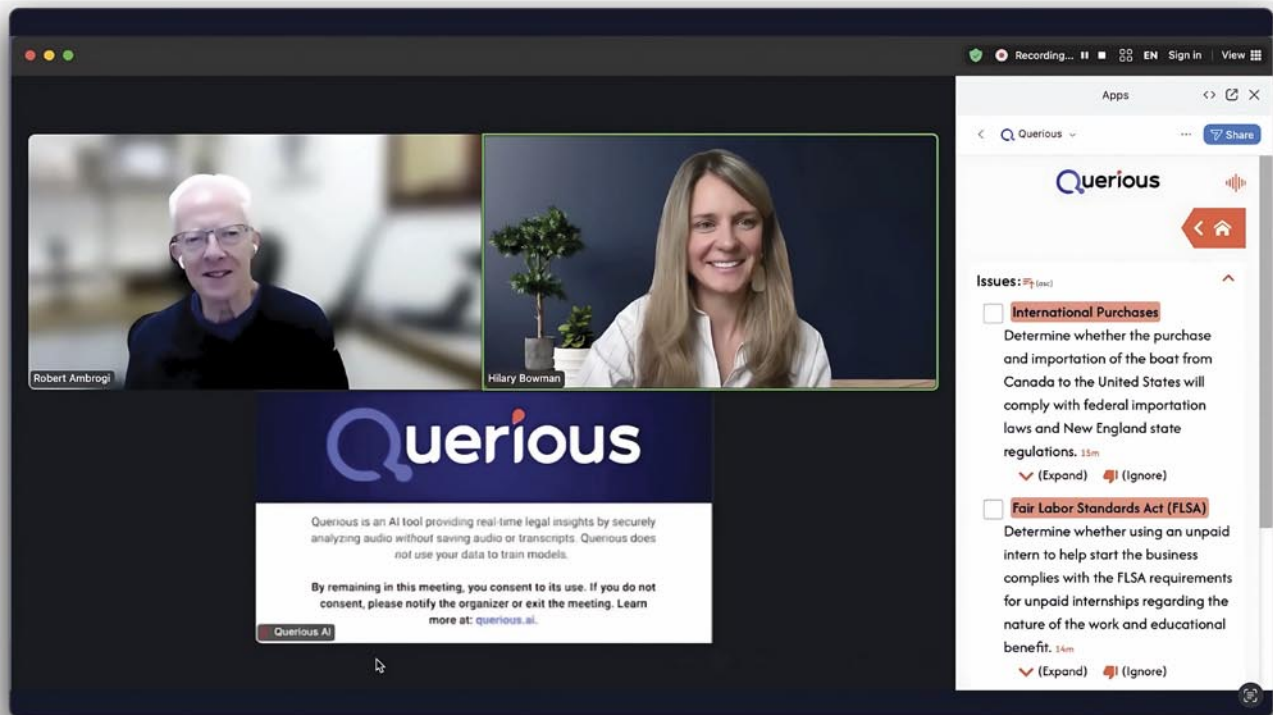 Recording...
EN
Sign in
View
Apps
Querious
Share
Querious
Issues:
(asc)
International Purchases
Determine whether the purchase
and importation of the boat from
Canada to the United States will
comply with federal importation
laws and New England state
regulations. 15m
(Expand) (Ignore)
Fair Labor Standards Act (FLSA)
Determine whether using an unpaid
intern to help start the business
complies with the FLSA requirements
for unpaid internships regarding the
nature of the work and educational
benefit. 14m
(Expand) (Ignore)
Robert Ambrogi
Hilary Bowman
Querious
Querious is an AI tool providing real-time legal insights by securely
analyzing audio without saving audio or transcripts. Querious does
not use your data to train models.
By remaining in this meeting, you consent to its use. If you do not
consent, please notify the organizer or exit the meeting. Learn
more at: querious.ai.
Querious AI